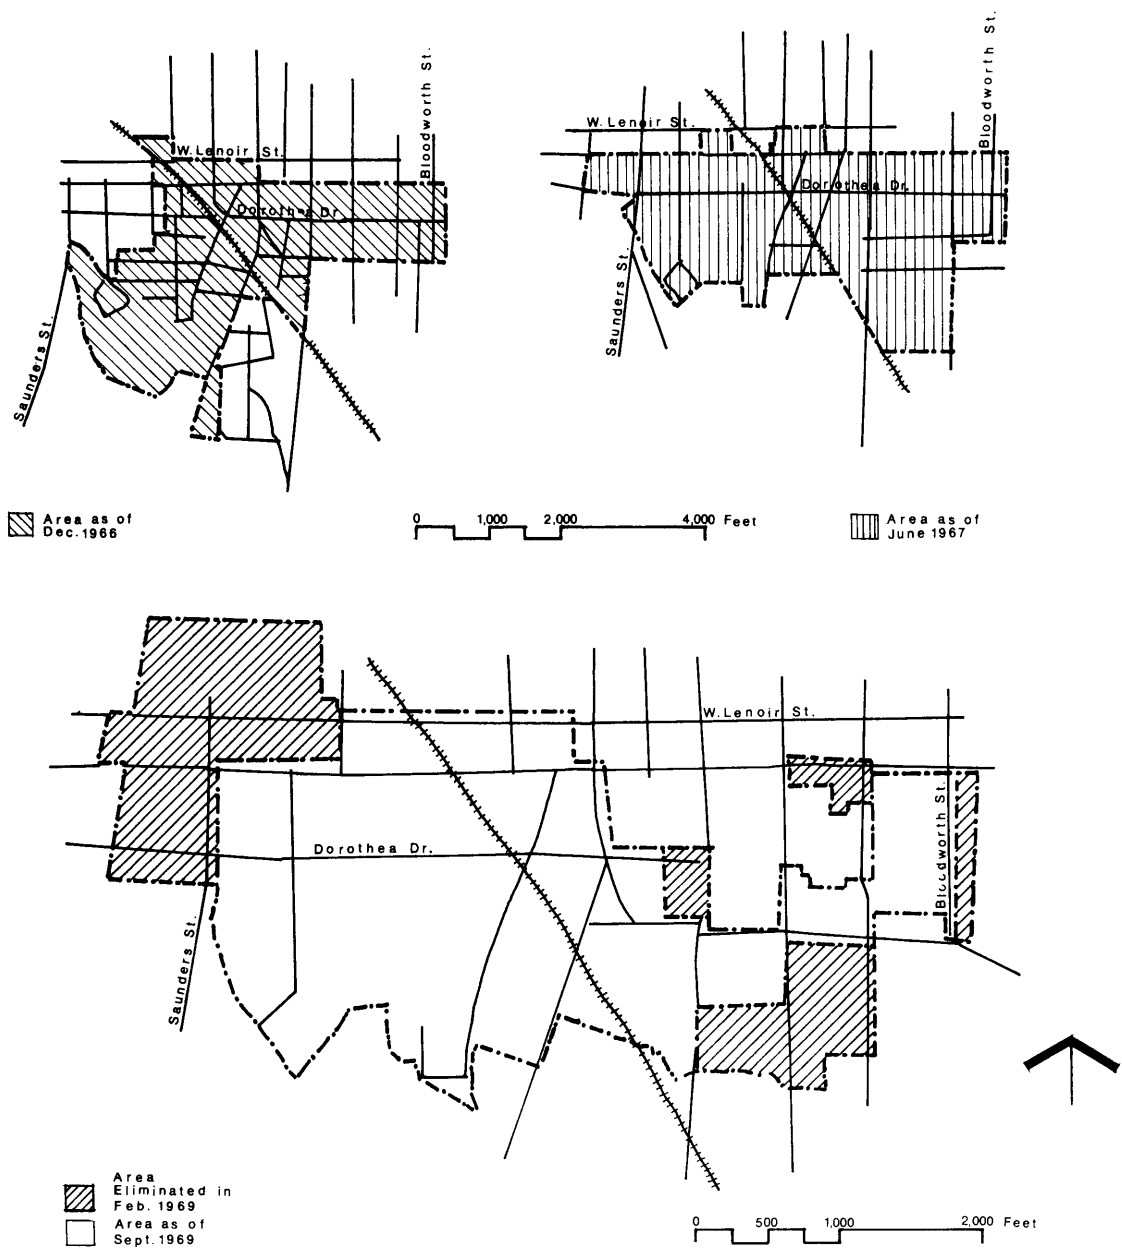 W. Lenoir St.
Dorothea Dr.
Bloodworth St.
Saunders St.
W. Lenoir St.
Dorothea Dr.
Bloodworth St.
Saunders St.
Area as of
Dec. 1966
0 1,000 2,000 4,000 Feet
Area as of
June 1967
W. Lenoir St.
Dorothea Dr.
Bloodworth St.
Saunders St.
Area
Eliminated in
Feb. 1969
Area as of
Sept. 1969
0 500 1,000 2,000 Feet